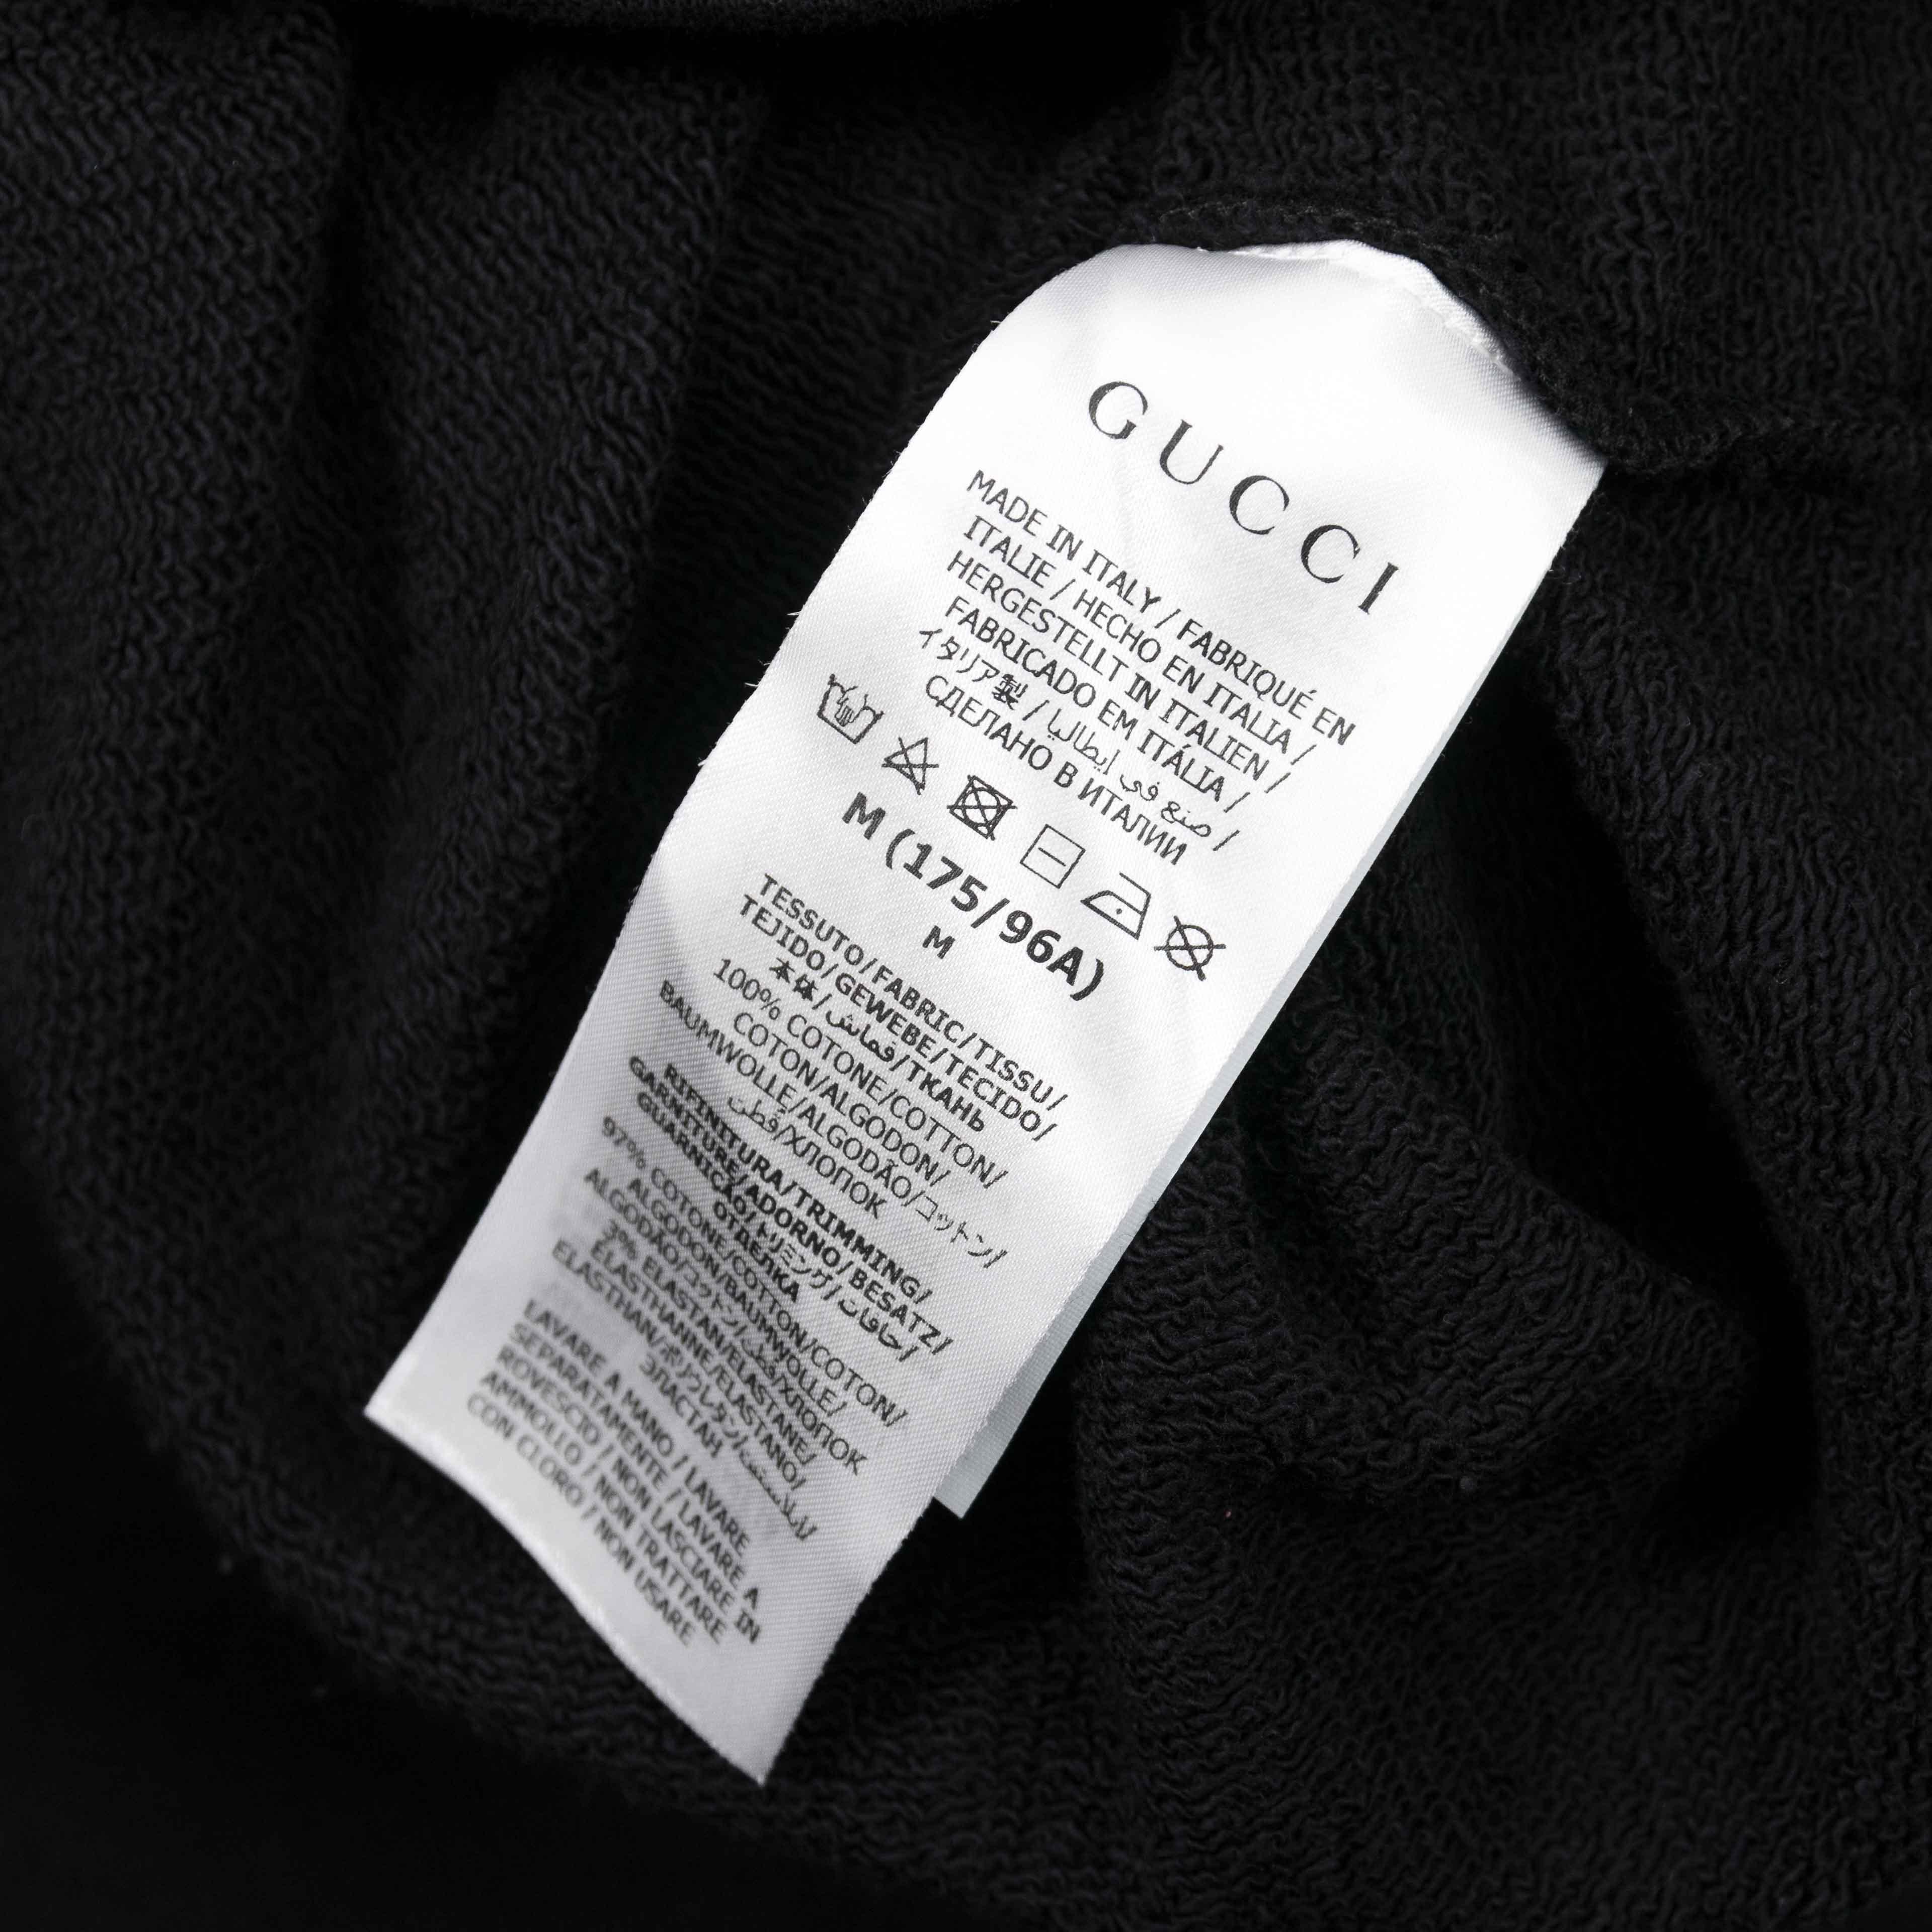 GUCCI
MADE IN ITALY / FABRIQUÉ EN
ITALIE / HECHO EN ITALIA /
HERGESTELLT IN ITALIEN /
FABRICADO EM ITÁLIA /
イタリア製 / صنع في إيطاليا /
СДЕЛАНО В ИТАЛИИ
M (175/96A)
M
TESSUTO/FABRIC/TISSU/
TEJIDO/GEWEBE/TECIDO/
本体/قماش/ТКАНЬ
100% COTONE/COTTON/
COTON/ALGODON/
BAUMWOLLE/ALGODÃO/コットン/
قطن/ХЛОПОК
RIFINITURA/TRIMMING/
GARNITURE/ADORNO/BESATZ/
GUARNIÇÃO/トリミング/حافات/
ОТДЕЛКА
97% COTONE/COTTON/COTON/
ALGODON/BAUMWOLLE/
ALGODÃO/コットン/قطن/ХЛОПОК
3% ELASTAN/ELASTANE/
ELASTHANNE/ELASTANO/
ELASTHAN/ポリウレタン/إيلاستين/
ЭЛАСТАН
LAVARE A MANO / LAVARE
SEPARATAMENTE / LAVARE A
ROVESCIO / NON LASCIARE IN
AMMOLLO / NON TRATTARE
CON CLORO / NON USARE